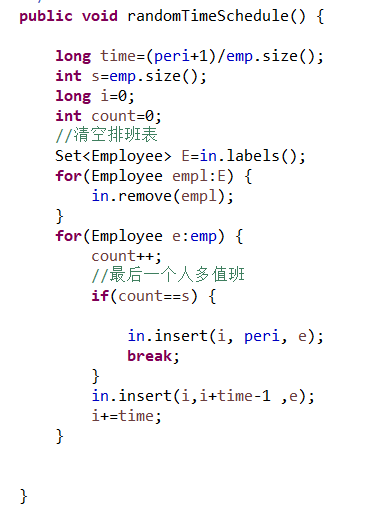 public void randomTimeSchedule() {
long time=(peri+1)/emp.size();
int s=emp.size();
long i=0;
int count=0;
//清空排班表
Set<Employee> E=in.labels();
for(Employee empl:E) {
in.remove(empl);
}
for(Employee e:emp) {
count++;
//最后一个人多值班
if(count==s) {
in.insert(i, peri, e);
break;
}
in.insert(i,i+time-1 ,e);
i+=time;
}
}